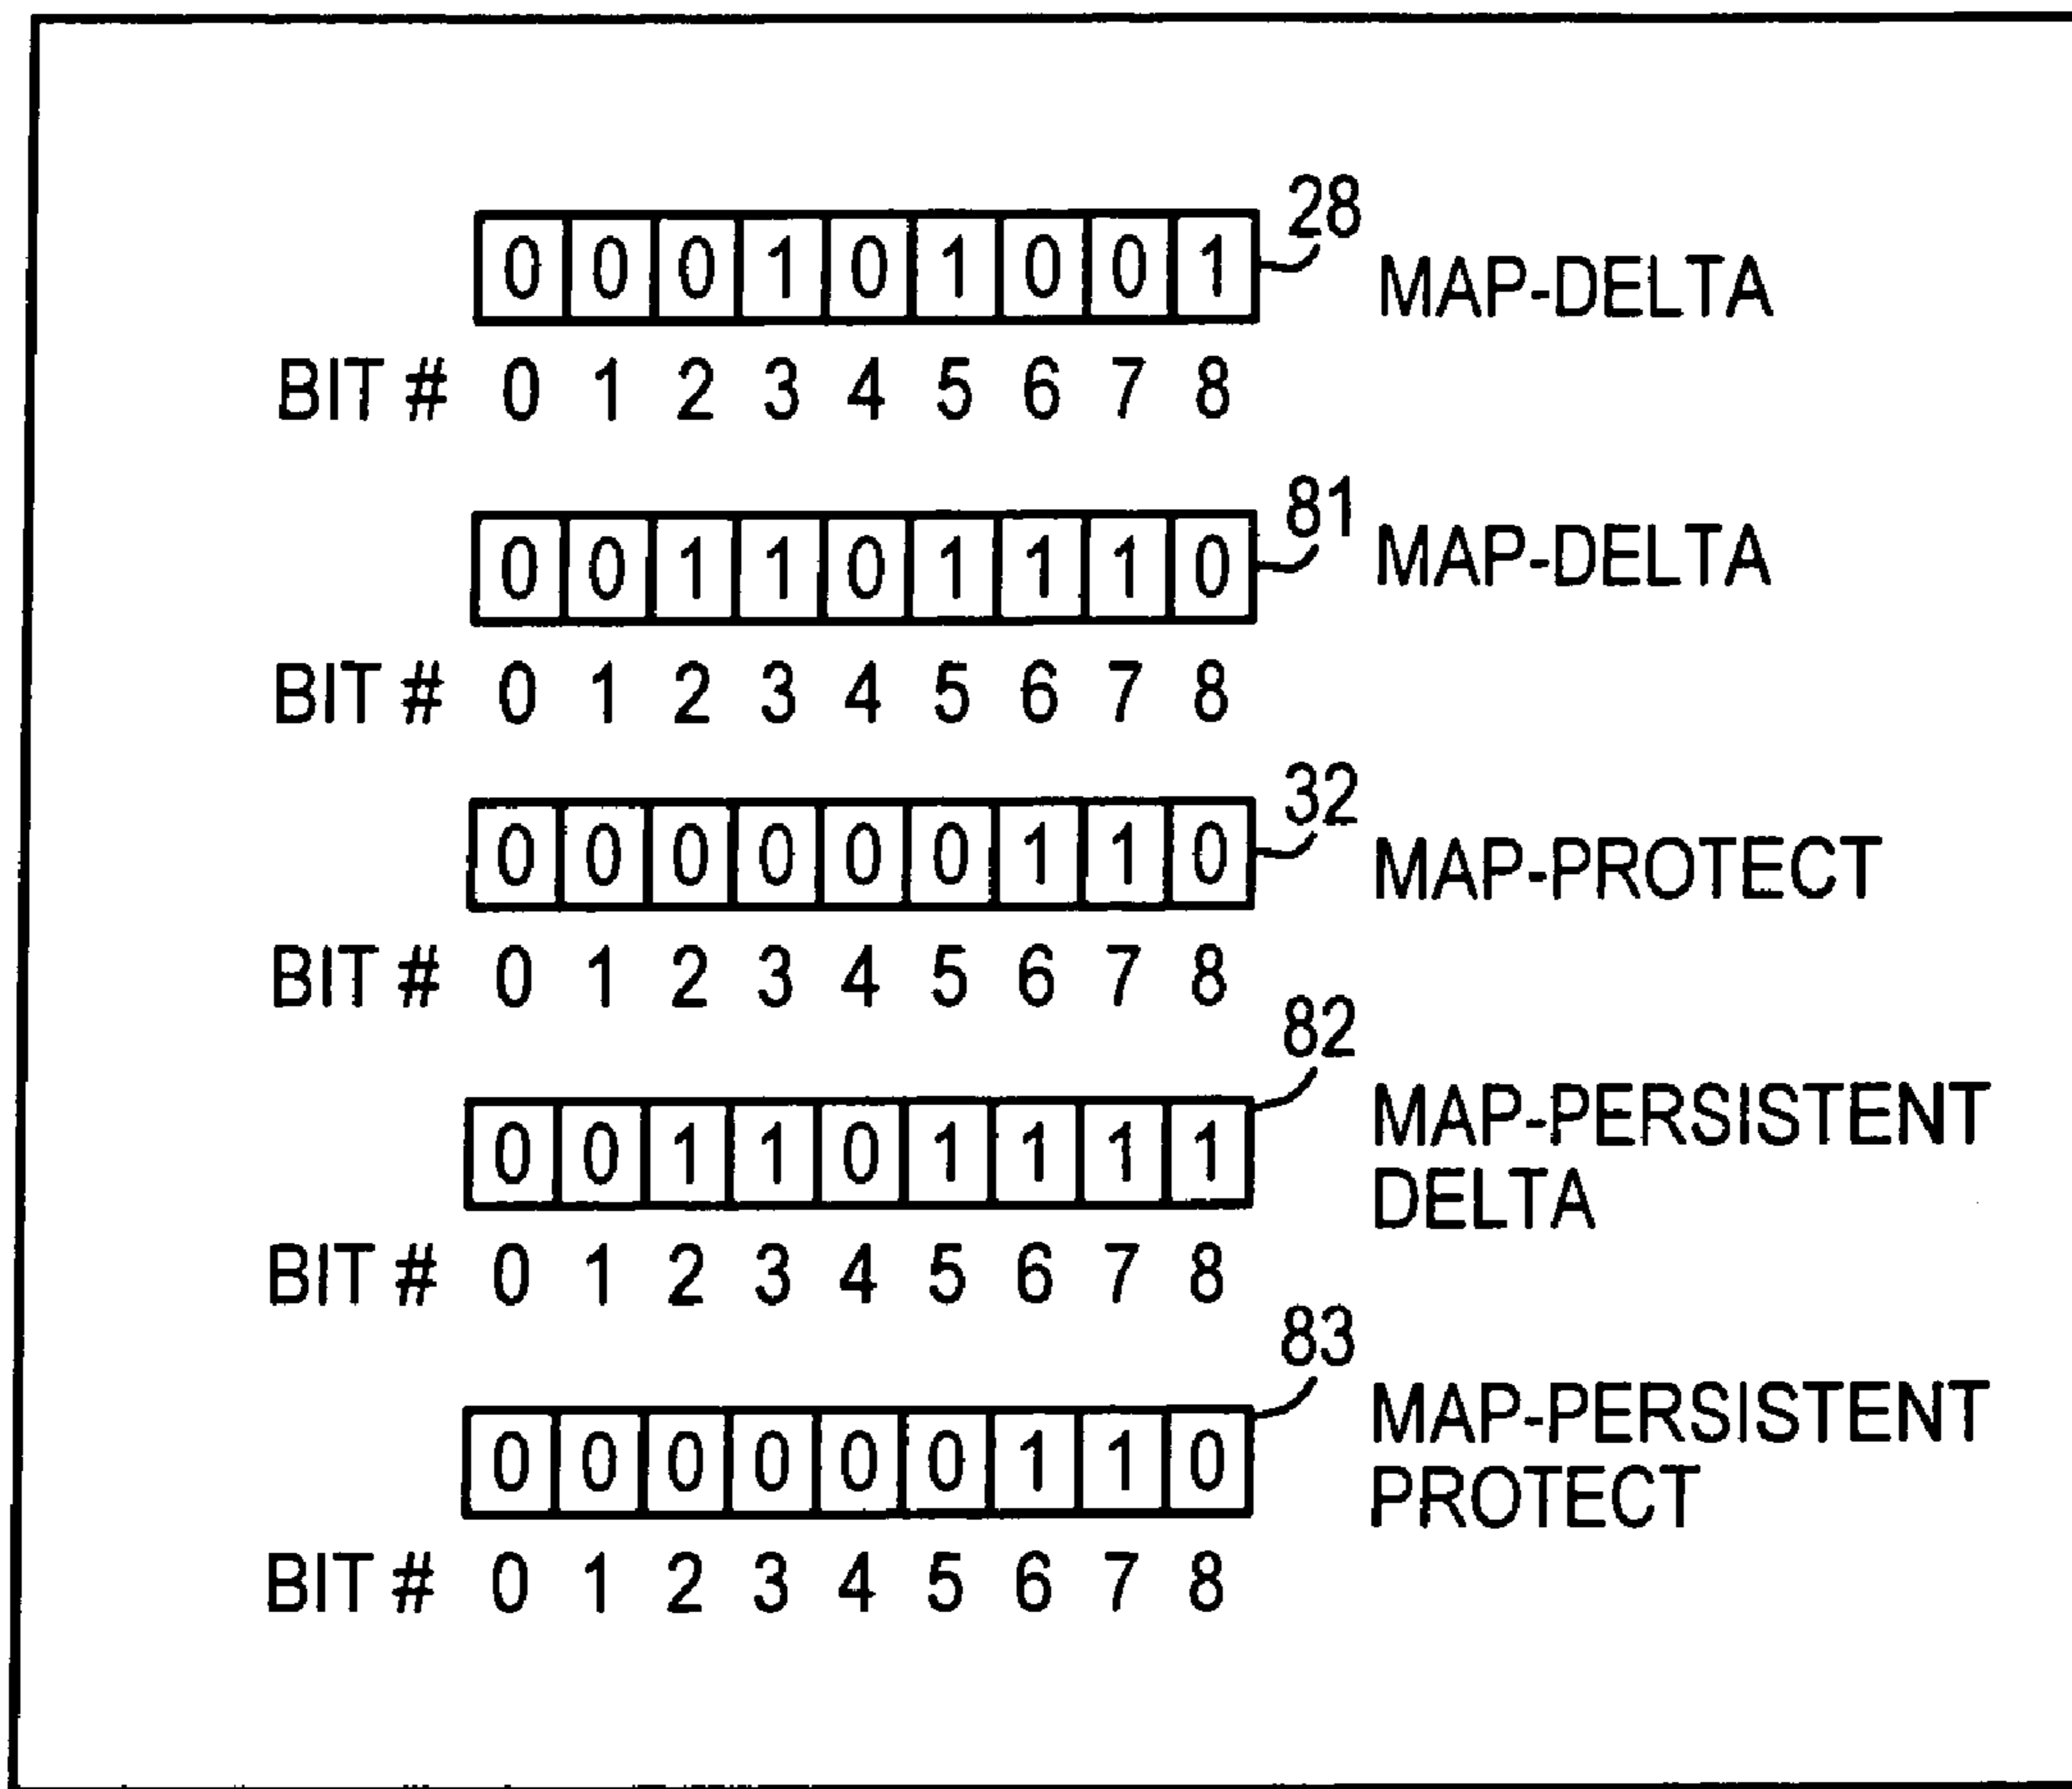 28
0 0 0 1 0 1 0 0 1 MAP-DELTA
BIT # 0 1 2 3 4 5 6 7 8
81
0 0 1 1 0 1 1 1 0 MAP-DELTA
BIT # 0 1 2 3 4 5 6 7 8
32
0 0 0 0 0 0 1 1 0 MAP-PROTECT
BIT # 0 1 2 3 4 5 6 7 8
82
0 0 1 1 0 1 1 1 1 MAP-PERSISTENT
DELTA
BIT # 0 1 2 3 4 5 6 7 8
83
0 0 0 0 0 0 1 1 0 MAP-PERSISTENT
PROTECT
BIT # 0 1 2 3 4 5 6 7 8